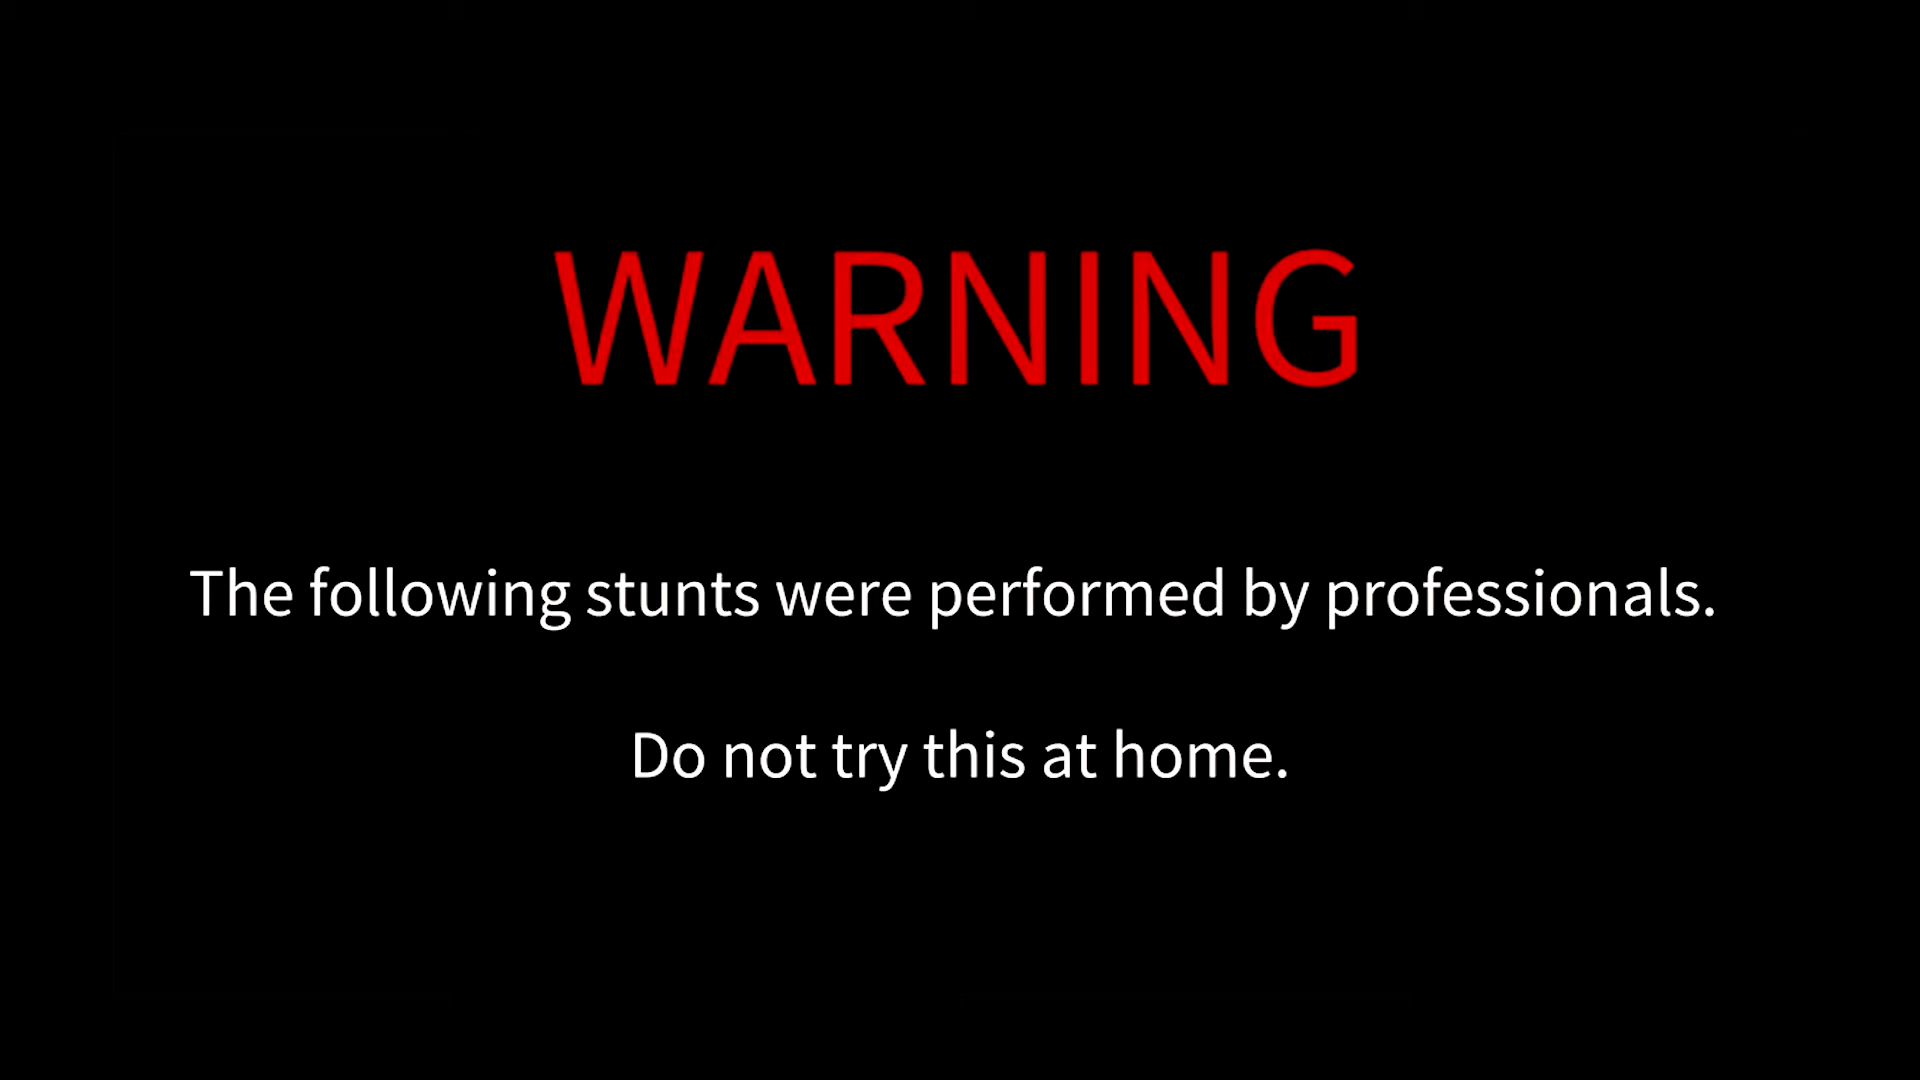 WARNING
The following stunts were performed by professionals.
Do not try this at home.